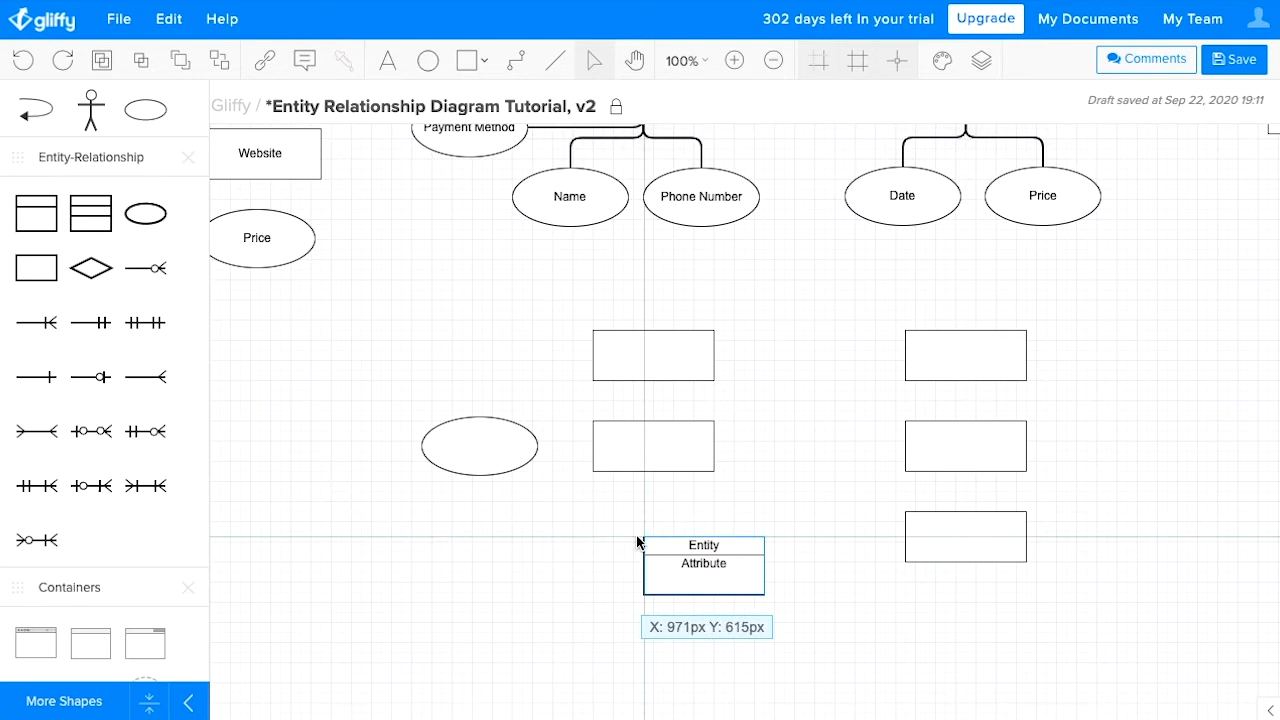 gliffy
File Edit Help
302 days left In your trial
Upgrade
My Documents
My Team
100%
Comments
Save
Gliffy / *Entity Relationship Diagram Tutorial, v2
Draft saved at Sep 22, 2020 19:11
Entity-Relationship
Containers
More Shapes
Website
Payment Method
Name
Phone Number
Date
Price
Price
Entity
Attribute
X: 971px Y: 615px